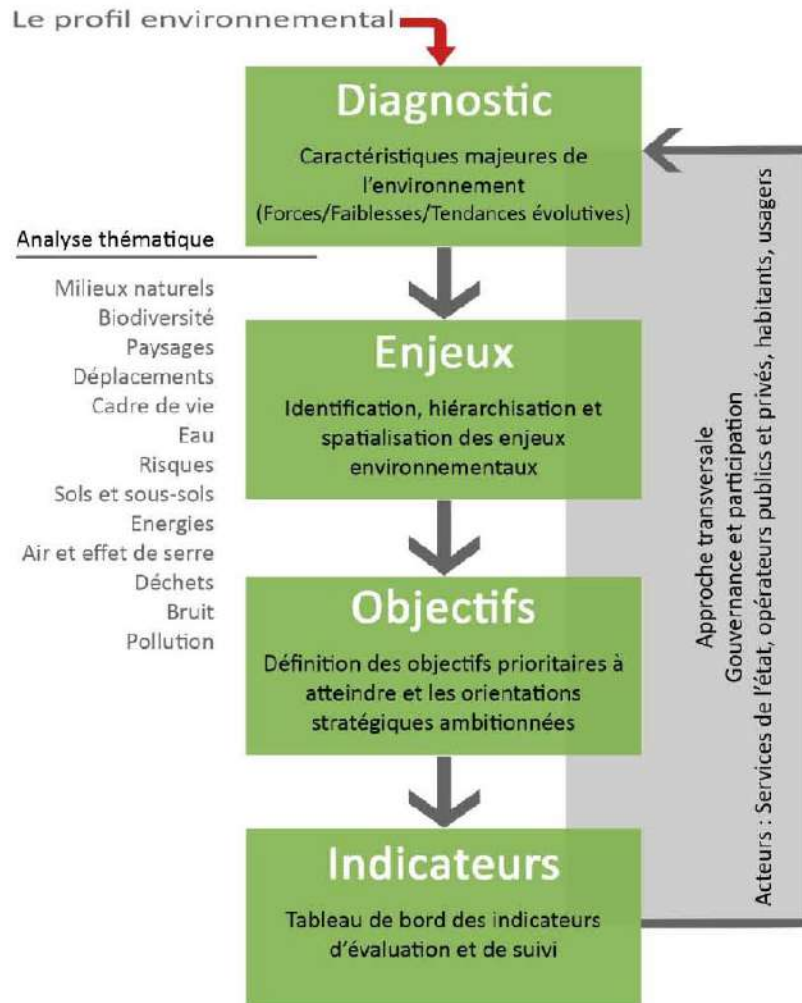 Le profil environnemental
Diagnostic
Caractéristiques majeures de
l'environnement
(Forces/Faiblesses/Tendances évolutives)
Analyse thématique
Milieux naturels
Biodiversité
Paysages
Déplacements
Cadre de vie
Eau
Risques
Sols et sous-sols
Energies
Air et effet de serre
Déchets
Bruit
Pollution
Enjeux
Identification, hiérarchisation et
spatialisation des enjeux
environnementaux
Objectifs
Définition des objectifs prioritaires à
atteindre et les orientations
stratégiques ambitionnées
Indicateurs
Tableau de bord des indicateurs
d'évaluation et de suivi
Approche transversale
Gouvernance et participation
Acteurs : Services de l'état, opérateurs publics et privés, habitants, usagers